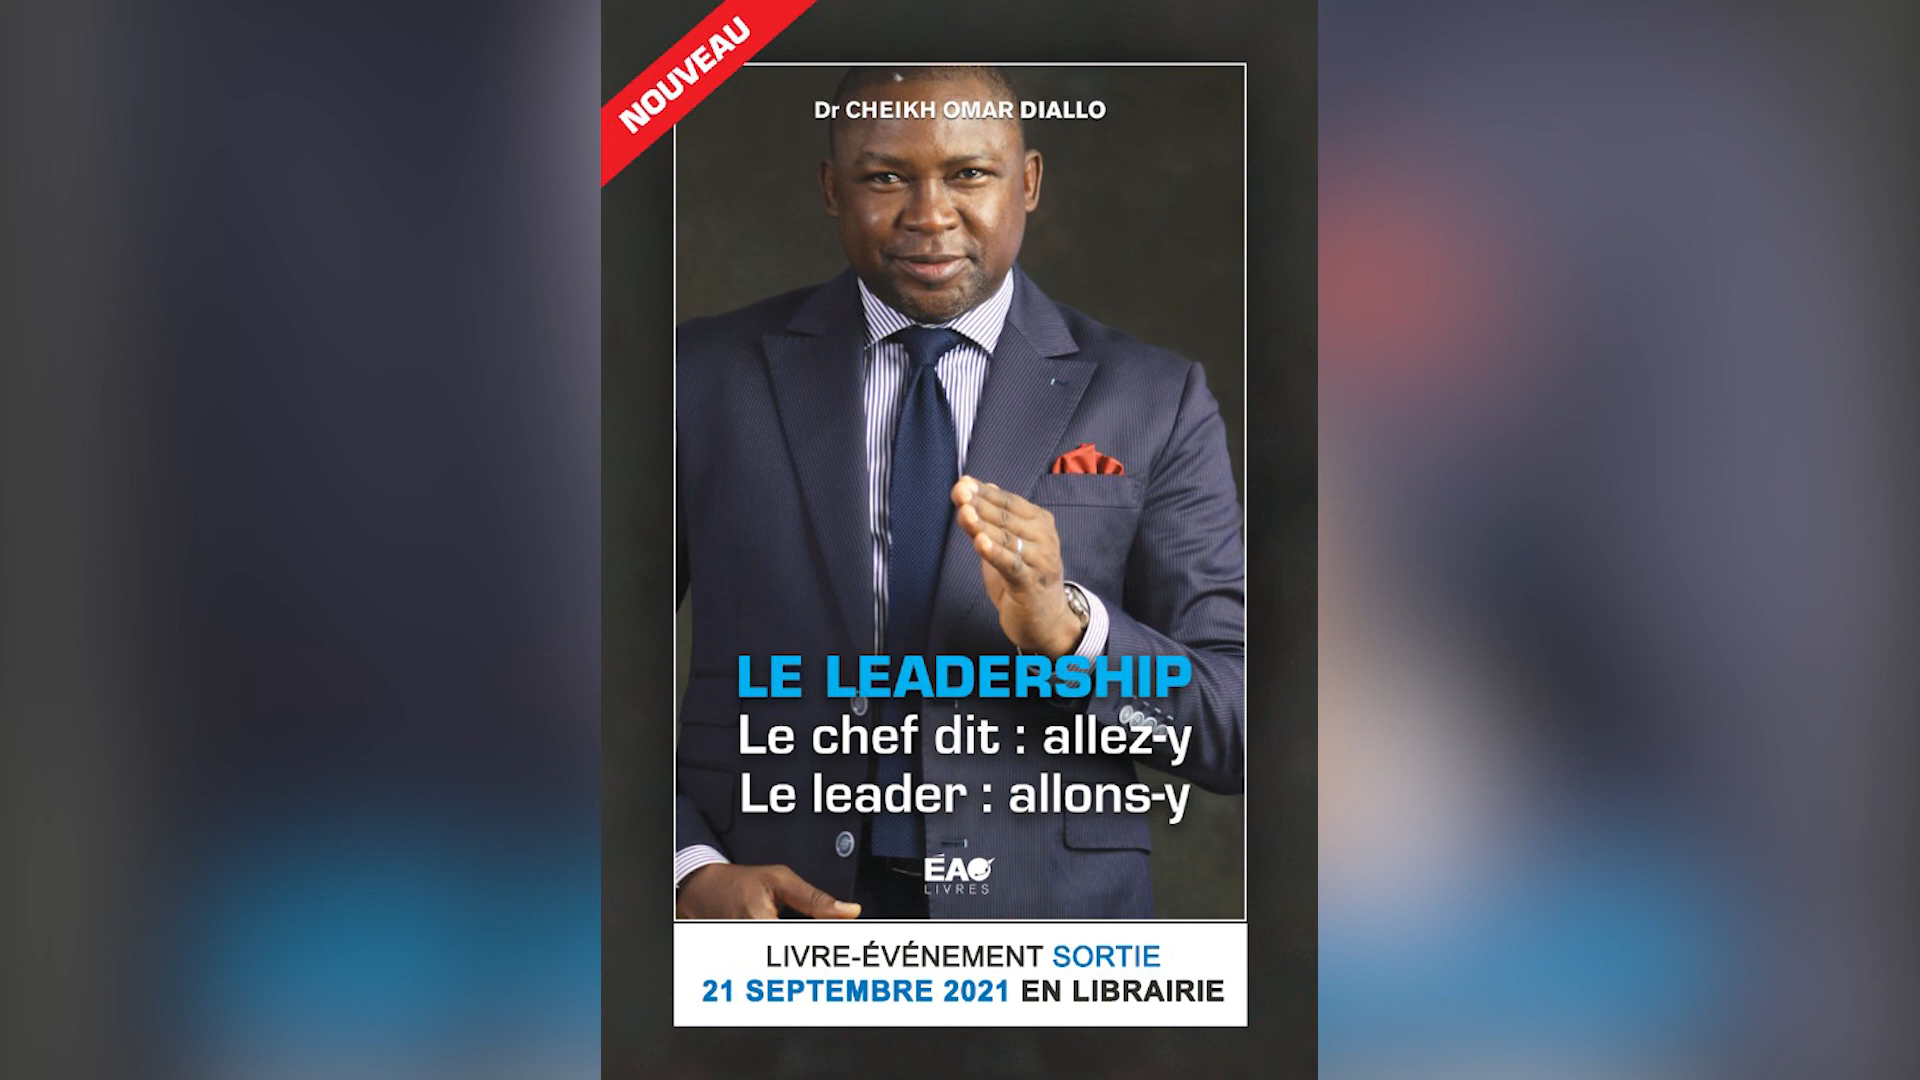 NOUVEAU
Dr CHEIKH OMAR DIALLO
LE LEADERSHIP
Le chef dit : allez-y
Le leader : allons-y
ÉAO
LIVRES
LIVRE-ÉVÉNEMENT SORTIE
21 SEPTEMBRE 2021 EN LIBRAIRIE